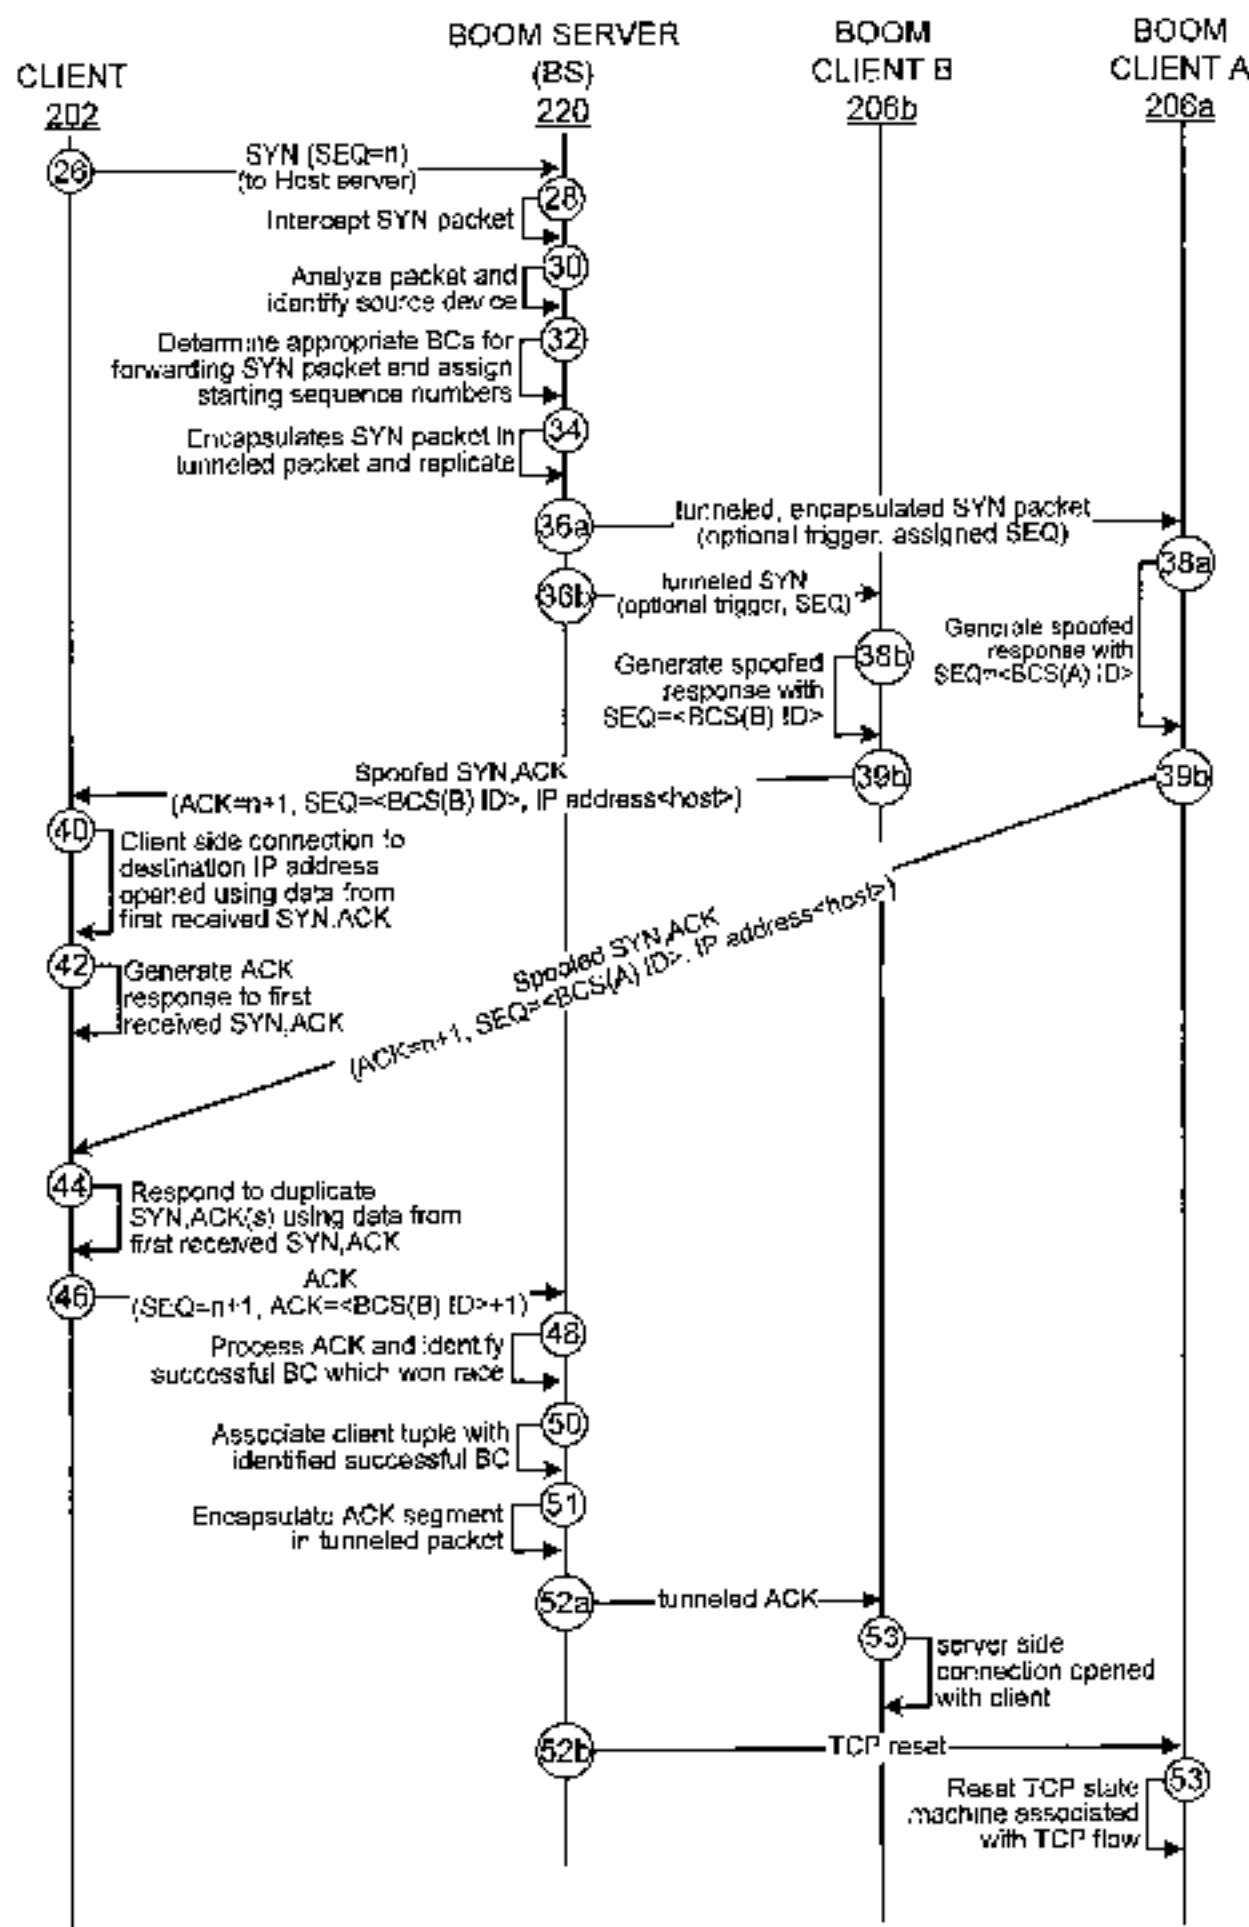 CLIENT
202
BOOM SERVER
(BS)
220
BOOM
CLIENT B
206b
BOOM
CLIENT A
206a
26
SYN (SEQ=n)
(to Host server)
28
Intercept SYN packet
30
Analyze packet and
identify source device
32
Determine appropriate BCs for
forwarding SYN packet and assign
starting sequence numbers
34
Encapsulates SYN packet in
tunneled packet and replicate
36a
tunneled, encapsulated SYN packet
(optional trigger, assigned SEQ)
38a
36b
tunneled SYN
(optional trigger, SEQ)
Generate spoofed
response with
SEQ=<BCS(A) ID>
38b
Generate spoofed
response with
SEQ=<BCS(B) ID>
39b
39b
Spoofed SYN,ACK
(ACK=n+1, SEQ=<BCS(B) ID>, IP address<host>)
40
Client side connection to
destination IP address
opened using data from
first received SYN,ACK
Spoofed SYN,ACK
(ACK=n+1, SEQ=<BCS(A) ID>, IP address<host>)
42
Generate ACK
response to first
received SYN,ACK
44
Respond to duplicate
SYN,ACK(s) using data from
first received SYN,ACK
46
ACK
(SEQ=n+1, ACK=<BCS(B) ID>+1)
48
Process ACK and identify
successful BC which won race
50
Associate client tuple with
identified successful BC
51
Encapsulate ACK segment
in tunneled packet
52a
tunneled ACK
53
server side
connection opened
with client
52b
TCP reset
53
Reset TCP state
machine associated
with TCP flow